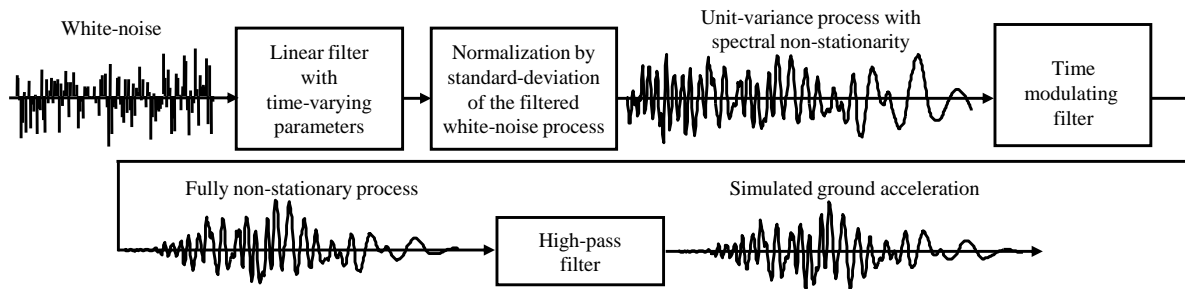 White-noise
Linear filter
with
time-varying
parameters
Normalization by
standard-deviation
of the filtered
white-noise process
Unit-variance process with
spectral non-stationarity
Time
modulating
filter
Fully non-stationary process
High-pass
filter
Simulated ground acceleration